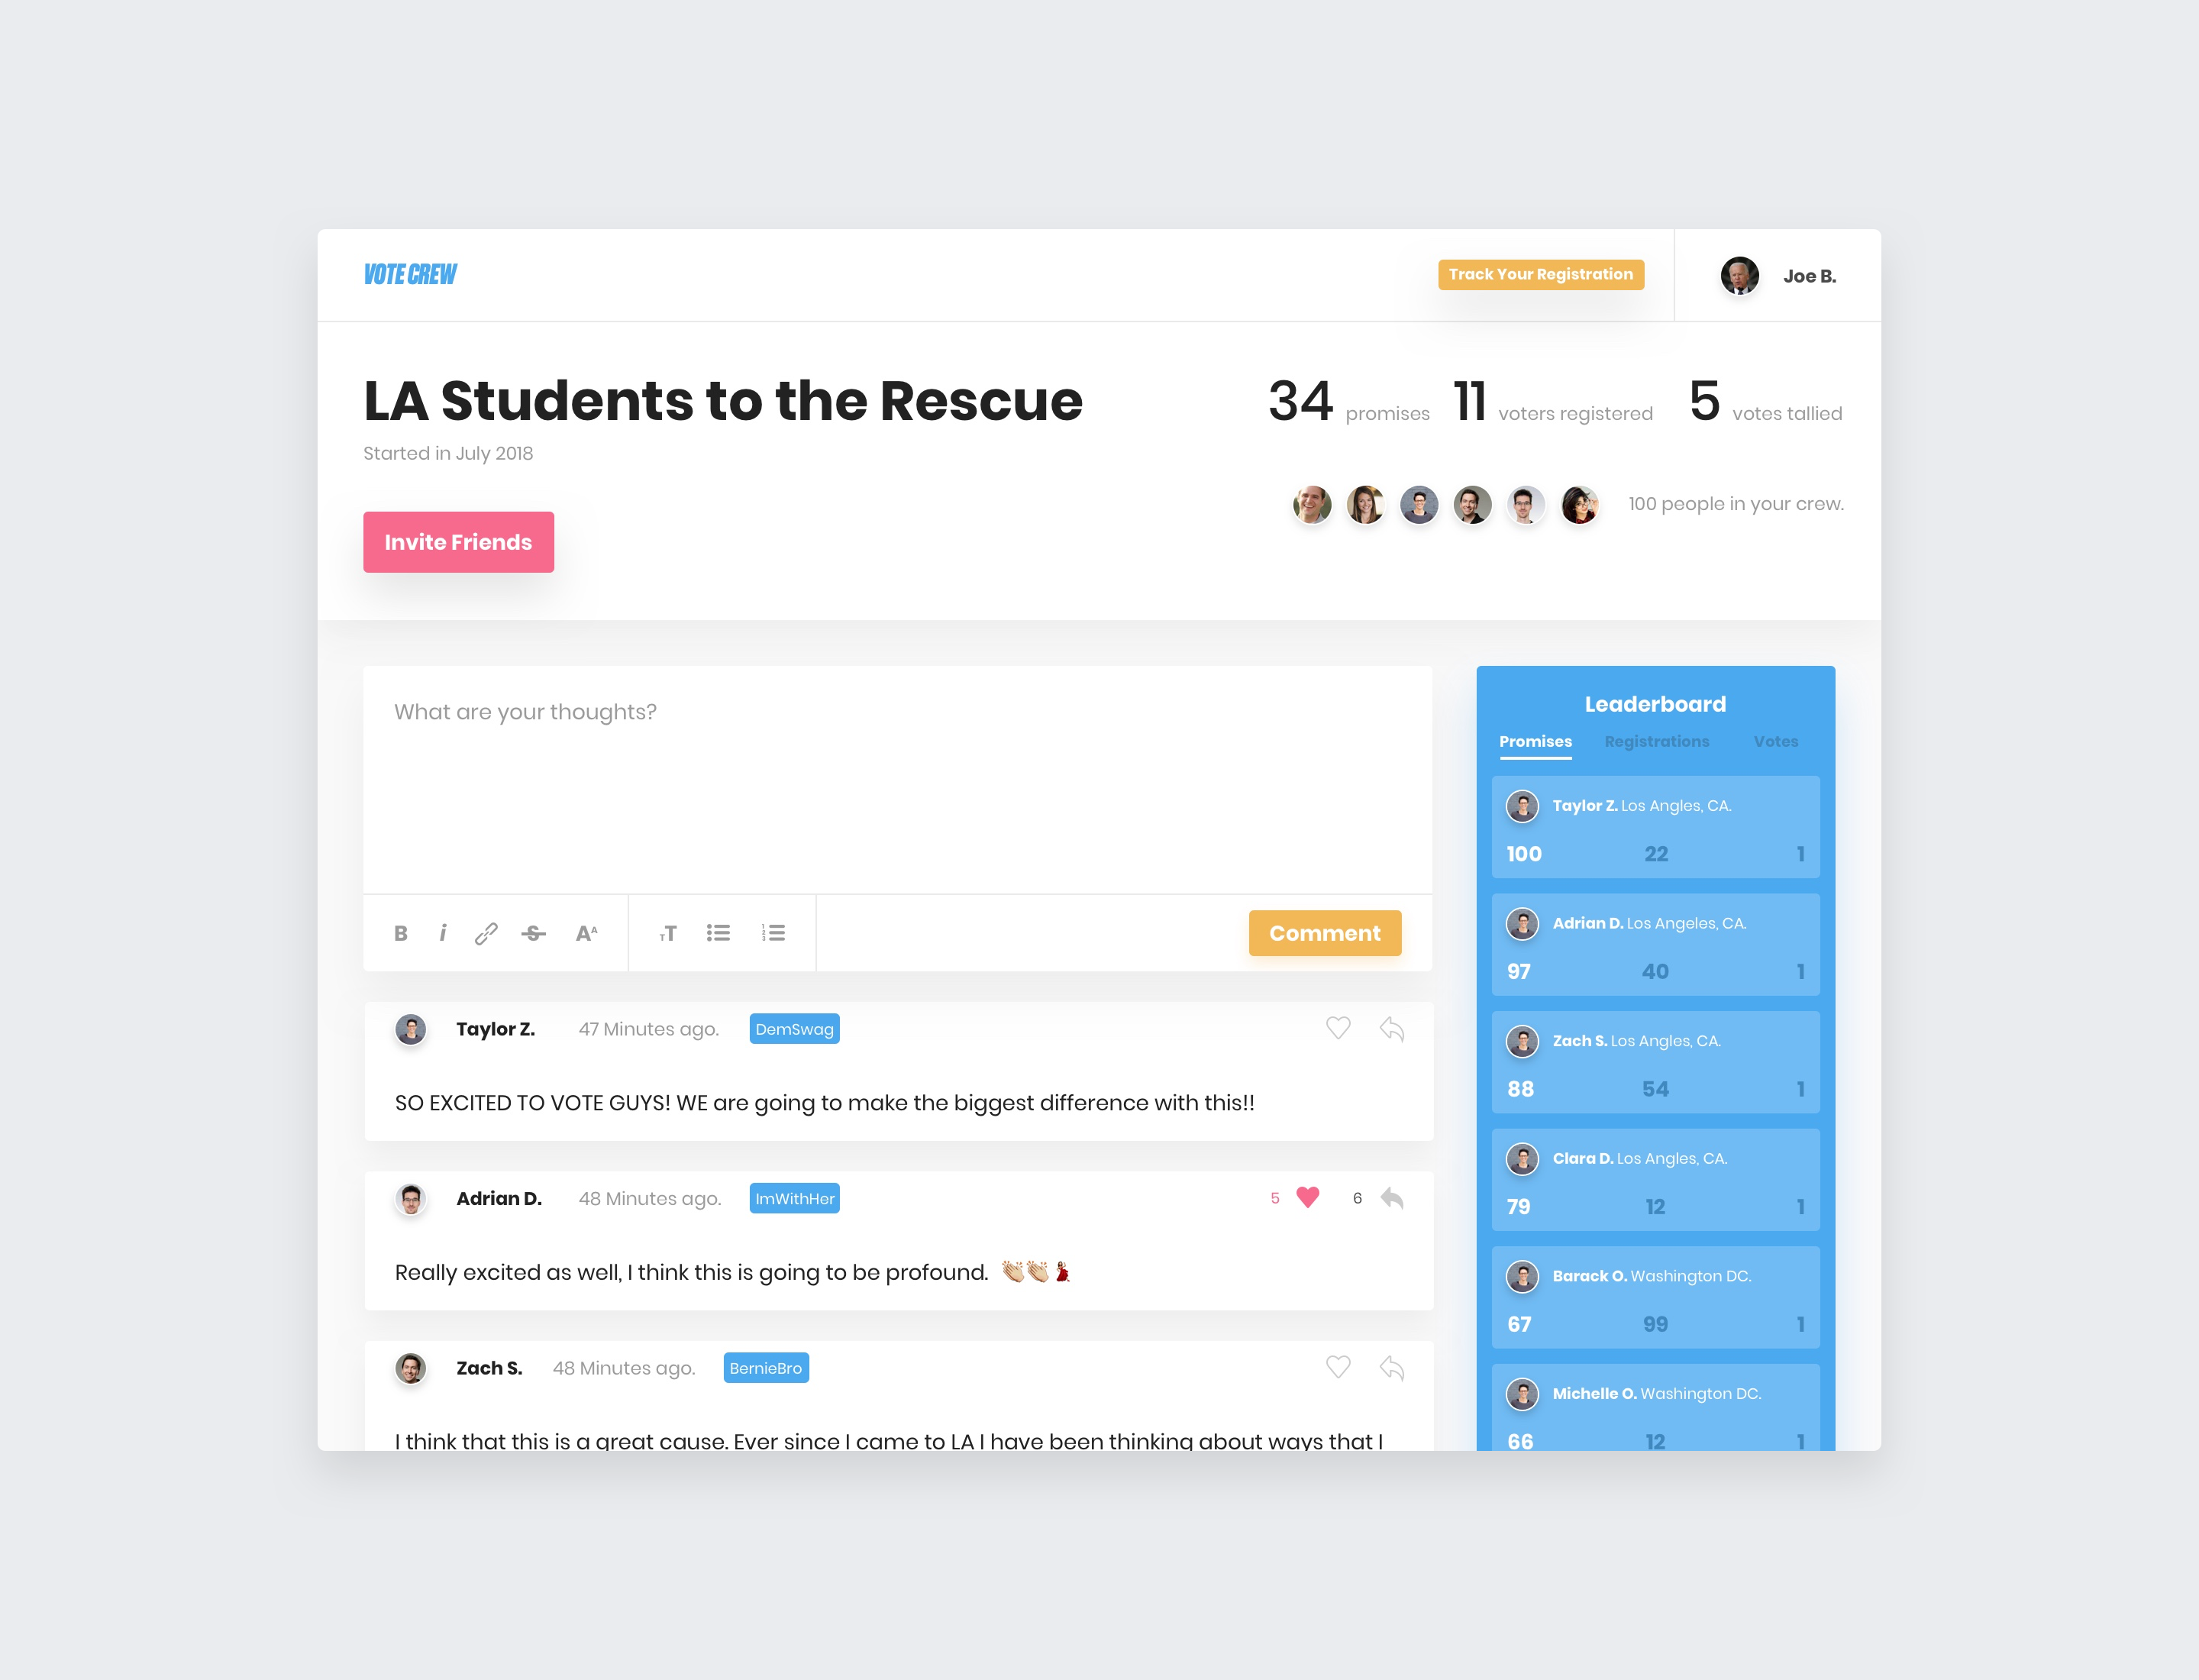 VOTE CREW
Track Your Registration
Joe B.
LA Students to the Rescue
Started in July 2018
Invite Friends
34 promises 11 voters registered 5 votes tallied
100 people in your crew.
What are your thoughts?
B i S AA TT 1 2 3
Comment
Taylor Z. 47 Minutes ago. DemSwag
SO EXCITED TO VOTE GUYS! WE are going to make the biggest difference with this!!
Adrian D. 48 Minutes ago. ImWithHer 5 6
Really excited as well, I think this is going to be profound. 👏🏼👏🏼💃
Zach S. 48 Minutes ago. BernieBro
I think that this is a great cause. Ever since I came to LA I have been thinking about ways that I
Leaderboard
Promises Registrations Votes
Taylor Z. Los Angles, CA.
100 22 1
Adrian D. Los Angeles, CA.
97 40 1
Zach S. Los Angles, CA.
88 54 1
Clara D. Los Angles, CA.
79 12 1
Barack O. Washington DC.
67 99 1
Michelle O. Washington DC.
66 12 1